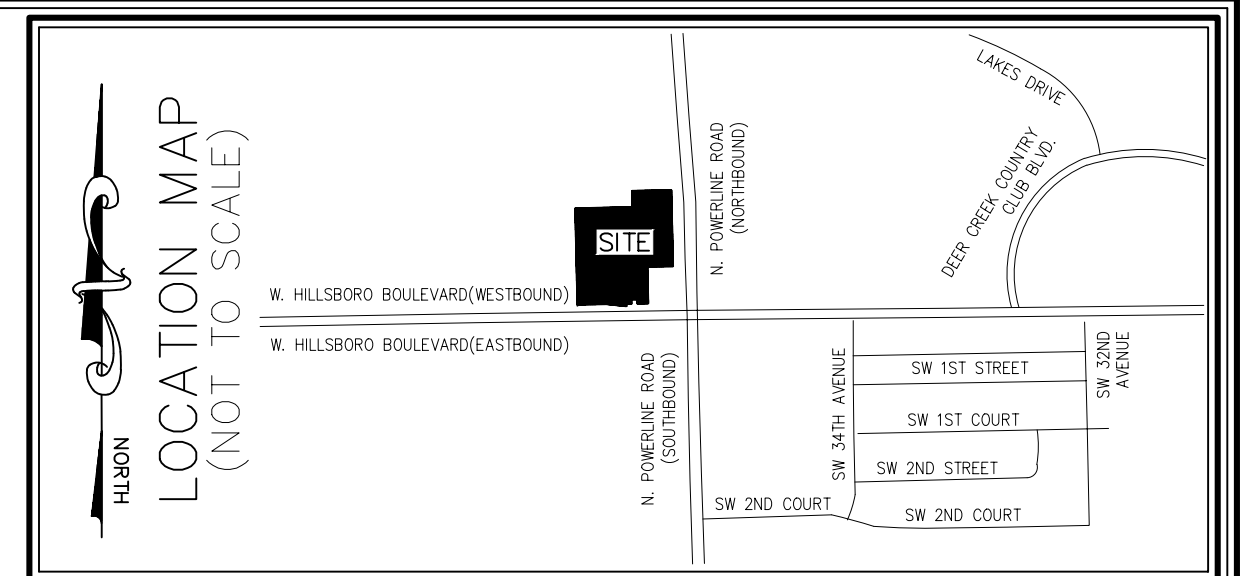 LOCATION MAP
(NOT TO SCALE)
NORTH
LAKES DRIVE
DEER CREEK COUNTRY
CLUB BLVD.
N. POWERLINE ROAD
(NORTHBOUND)
SITE
W. HILLSBORO BOULEVARD(WESTBOUND)
W. HILLSBORO BOULEVARD(EASTBOUND)
N. POWERLINE ROAD
(SOUTHBOUND)
SW 34TH AVENUE
SW 1ST STREET
SW 32ND
AVENUE
SW 1ST COURT
SW 2ND STREET
SW 2ND COURT
SW 2ND COURT